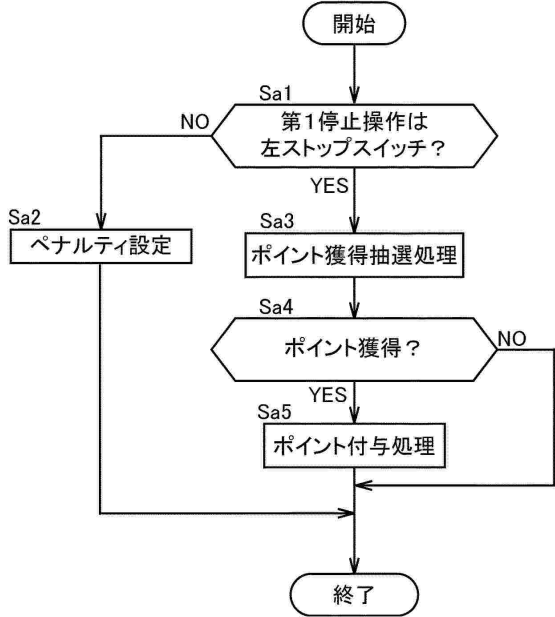 開始
Sa1
第1停止操作は
左ストップスイッチ？
NO
YES
Sa2
ペナルティ設定
Sa3
ポイント獲得抽選処理
Sa4
ポイント獲得？
NO
YES
Sa5
ポイント付与処理
終了